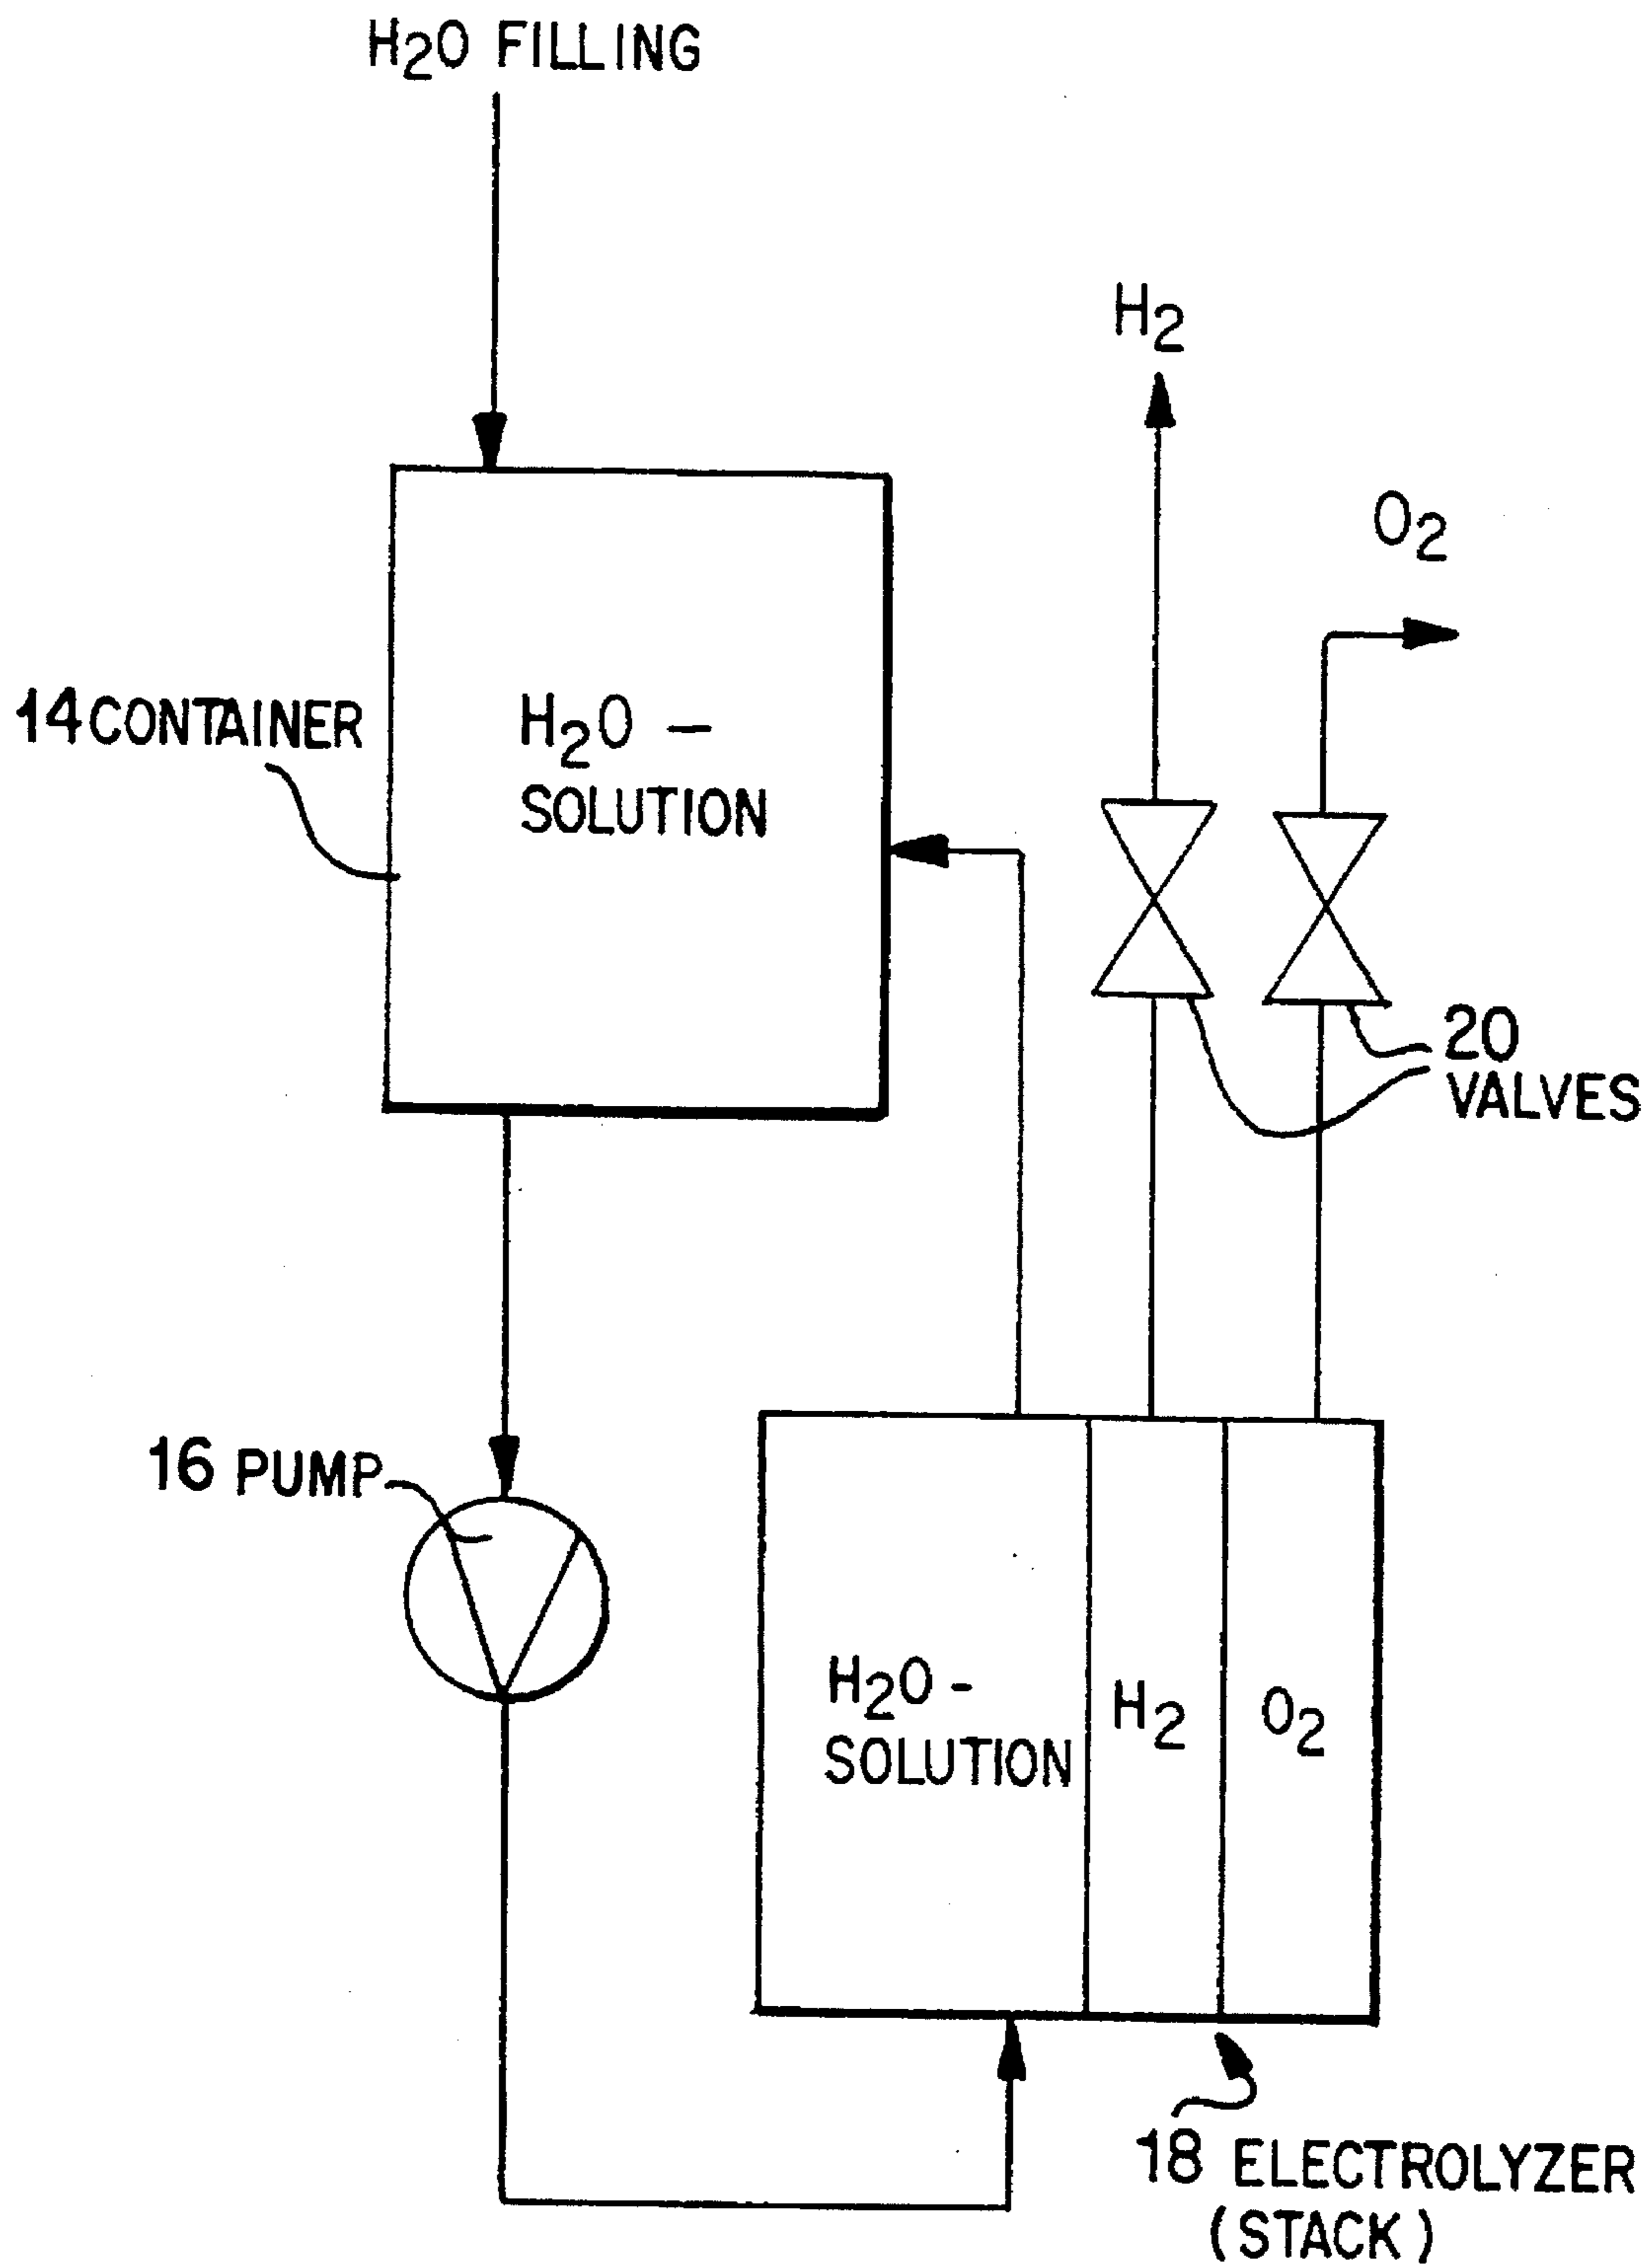 H2O FILLING
H2
O2
14 CONTAINER
H2O –
SOLUTION
20
VALVES
16 PUMP
H2O -
SOLUTION
H2
O2
18 ELECTROLYZER
(STACK)